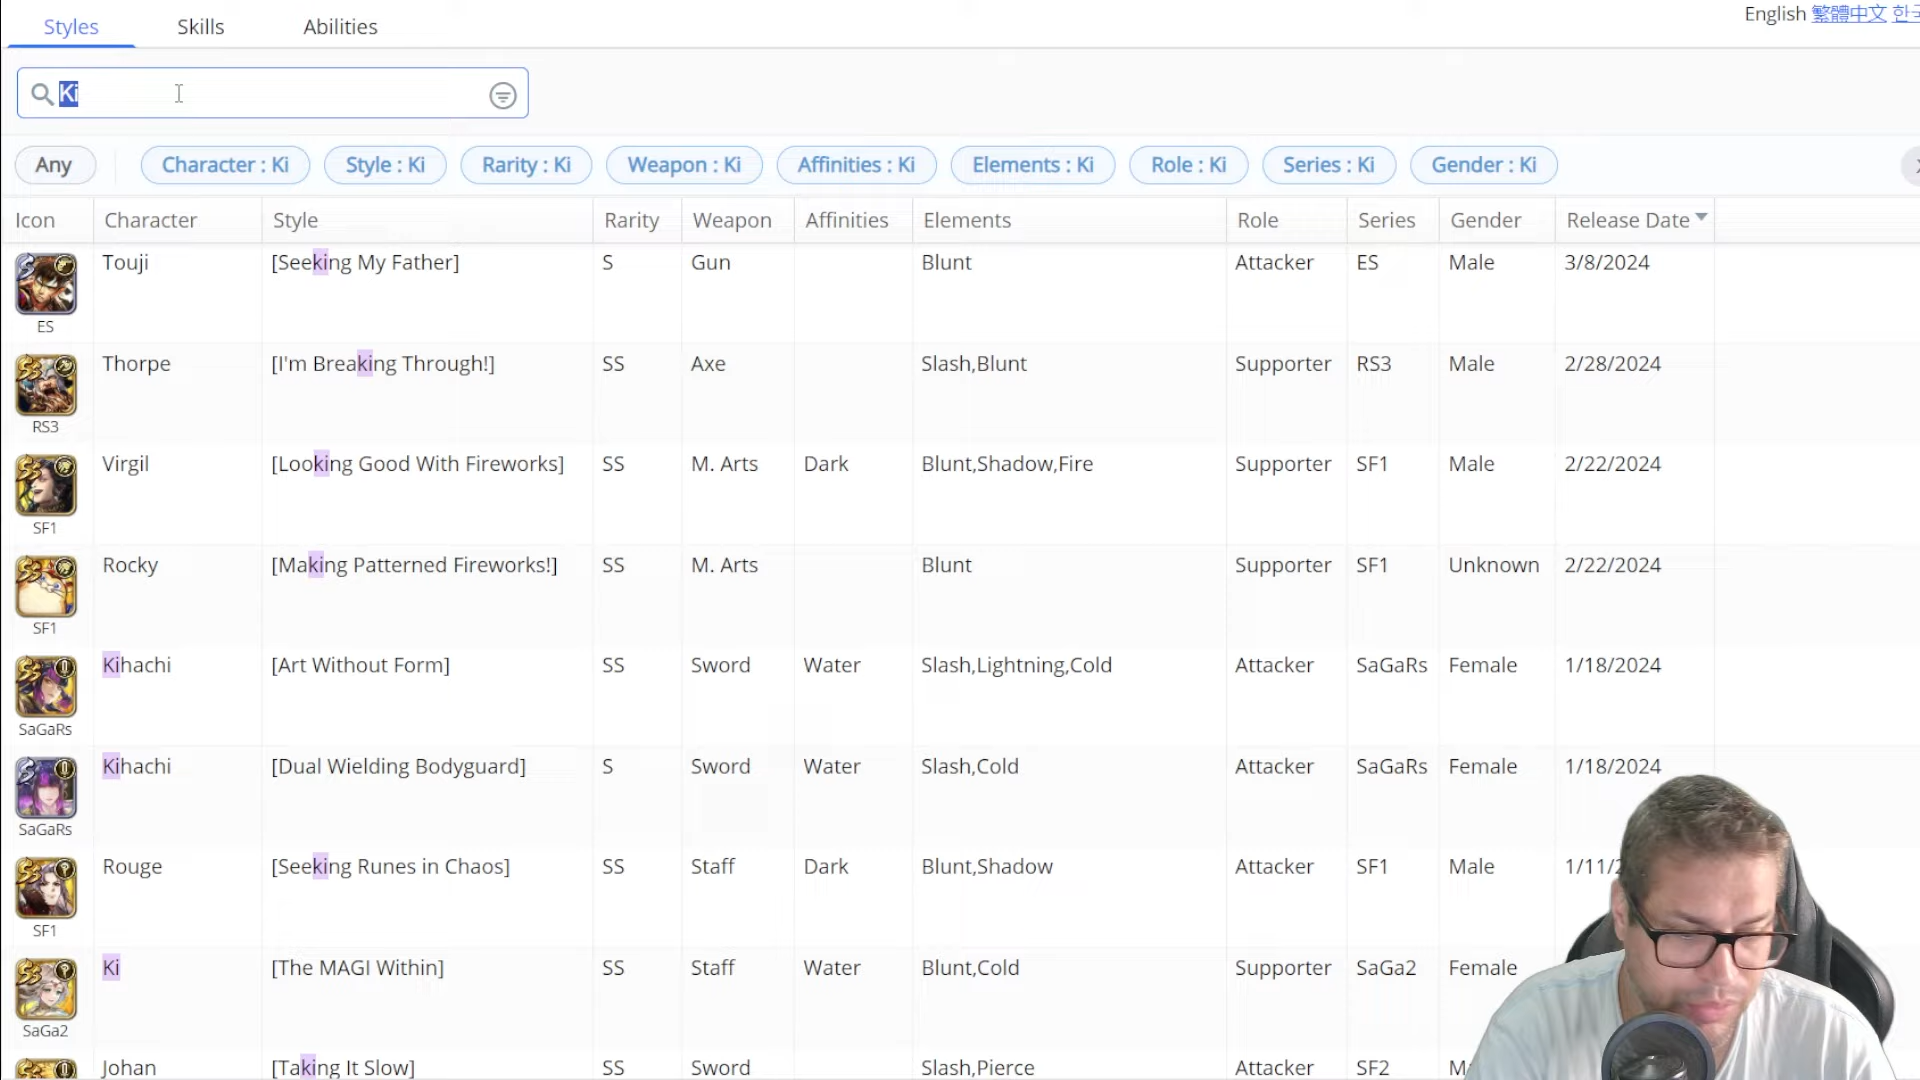 Styles Skills Abilities English 繁體中文
Ki
Any Character : Ki Style : Ki Rarity : Ki Weapon : Ki Affinities : Ki Elements : Ki Role : Ki Series : Ki Gender : Ki
Icon Character Style Rarity Weapon Affinities Elements Role Series Gender Release Date
Touji [Seeking My Father] S Gun Blunt Attacker ES Male 3/8/2024
ES
Thorpe [I'm Breaking Through!] SS Axe Slash,Blunt Supporter RS3 Male 2/28/2024
RS3
Virgil [Looking Good With Fireworks] SS M. Arts Dark Blunt,Shadow,Fire Supporter SF1 Male 2/22/2024
SF1
Rocky [Making Patterned Fireworks!] SS M. Arts Blunt Supporter SF1 Unknown 2/22/2024
SF1
Kihachi [Art Without Form] SS Sword Water Slash,Lightning,Cold Attacker SaGaRs Female 1/18/2024
SaGaRs
Kihachi [Dual Wielding Bodyguard] S Sword Water Slash,Cold Attacker SaGaRs Female 1/18/2024
SaGaRs
Rouge [Seeking Runes in Chaos] SS Staff Dark Blunt,Shadow Attacker SF1 Male 1/11/2
SF1
Ki [The MAGI Within] SS Staff Water Blunt,Cold Supporter SaGa2 Female
SaGa2
Johan [Taking It Slow] SS Sword Slash,Pierce Attacker SF2